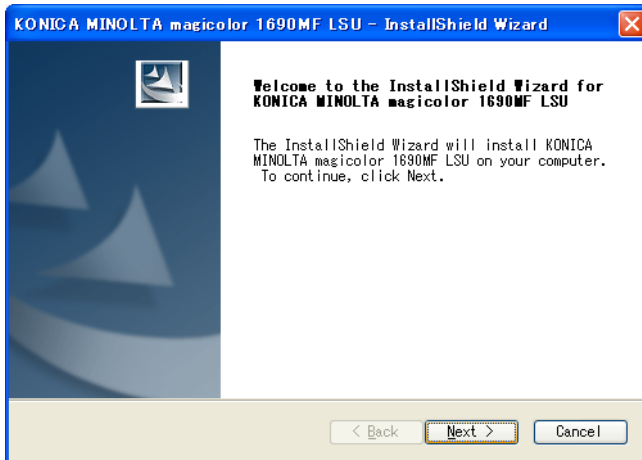 KONICA MINOLTA magicolor 1690MF LSU - InstallShield Wizard
Welcome to the InstallShield Wizard for
KONICA MINOLTA magicolor 1690MF LSU
The InstallShield Wizard will install KONICA
MINOLTA magicolor 1690MF LSU on your computer.
To continue, click Next.
< Back
Next >
Cancel